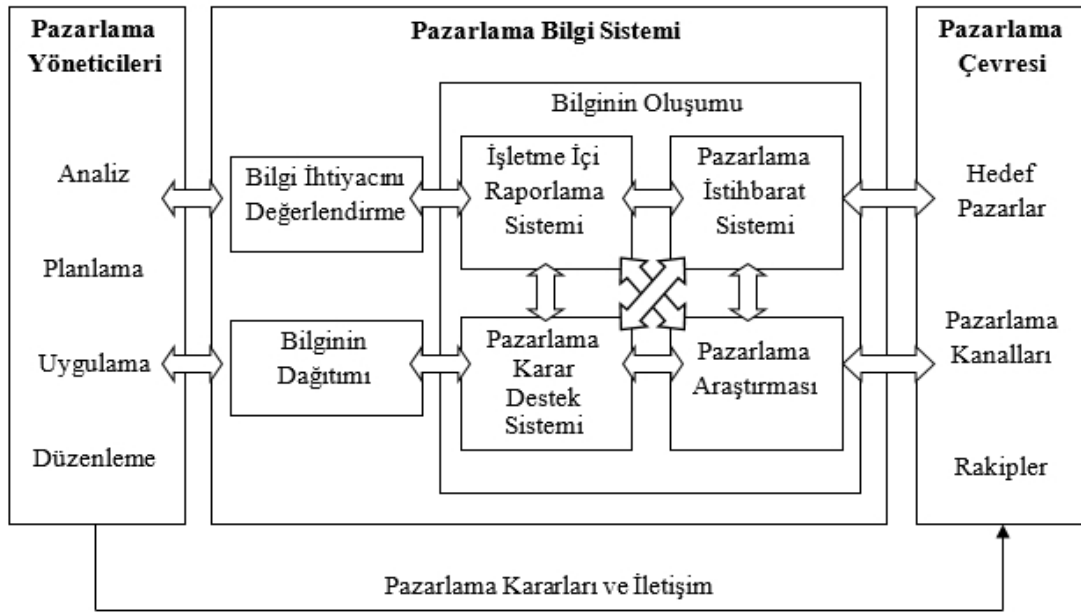 Pazarlama
Yöneticileri
Analiz
Planlama
Uygulama
Düzenleme
Pazarlama Bilgi Sistemi
Bilgi İhtiyacını
Değerlendirme
Bilginin
Dağıtımı
Bilginin Oluşumu
İşletme İçi
Raporlama
Sistemi
Pazarlama
İstihbarat
Sistemi
Pazarlama
Karar
Destek
Sistemi
Pazarlama
Araştırması
Pazarlama
Çevresi
Hedef
Pazarlar
Pazarlama
Kanalları
Rakipler
Pazarlama Kararları ve İletişim